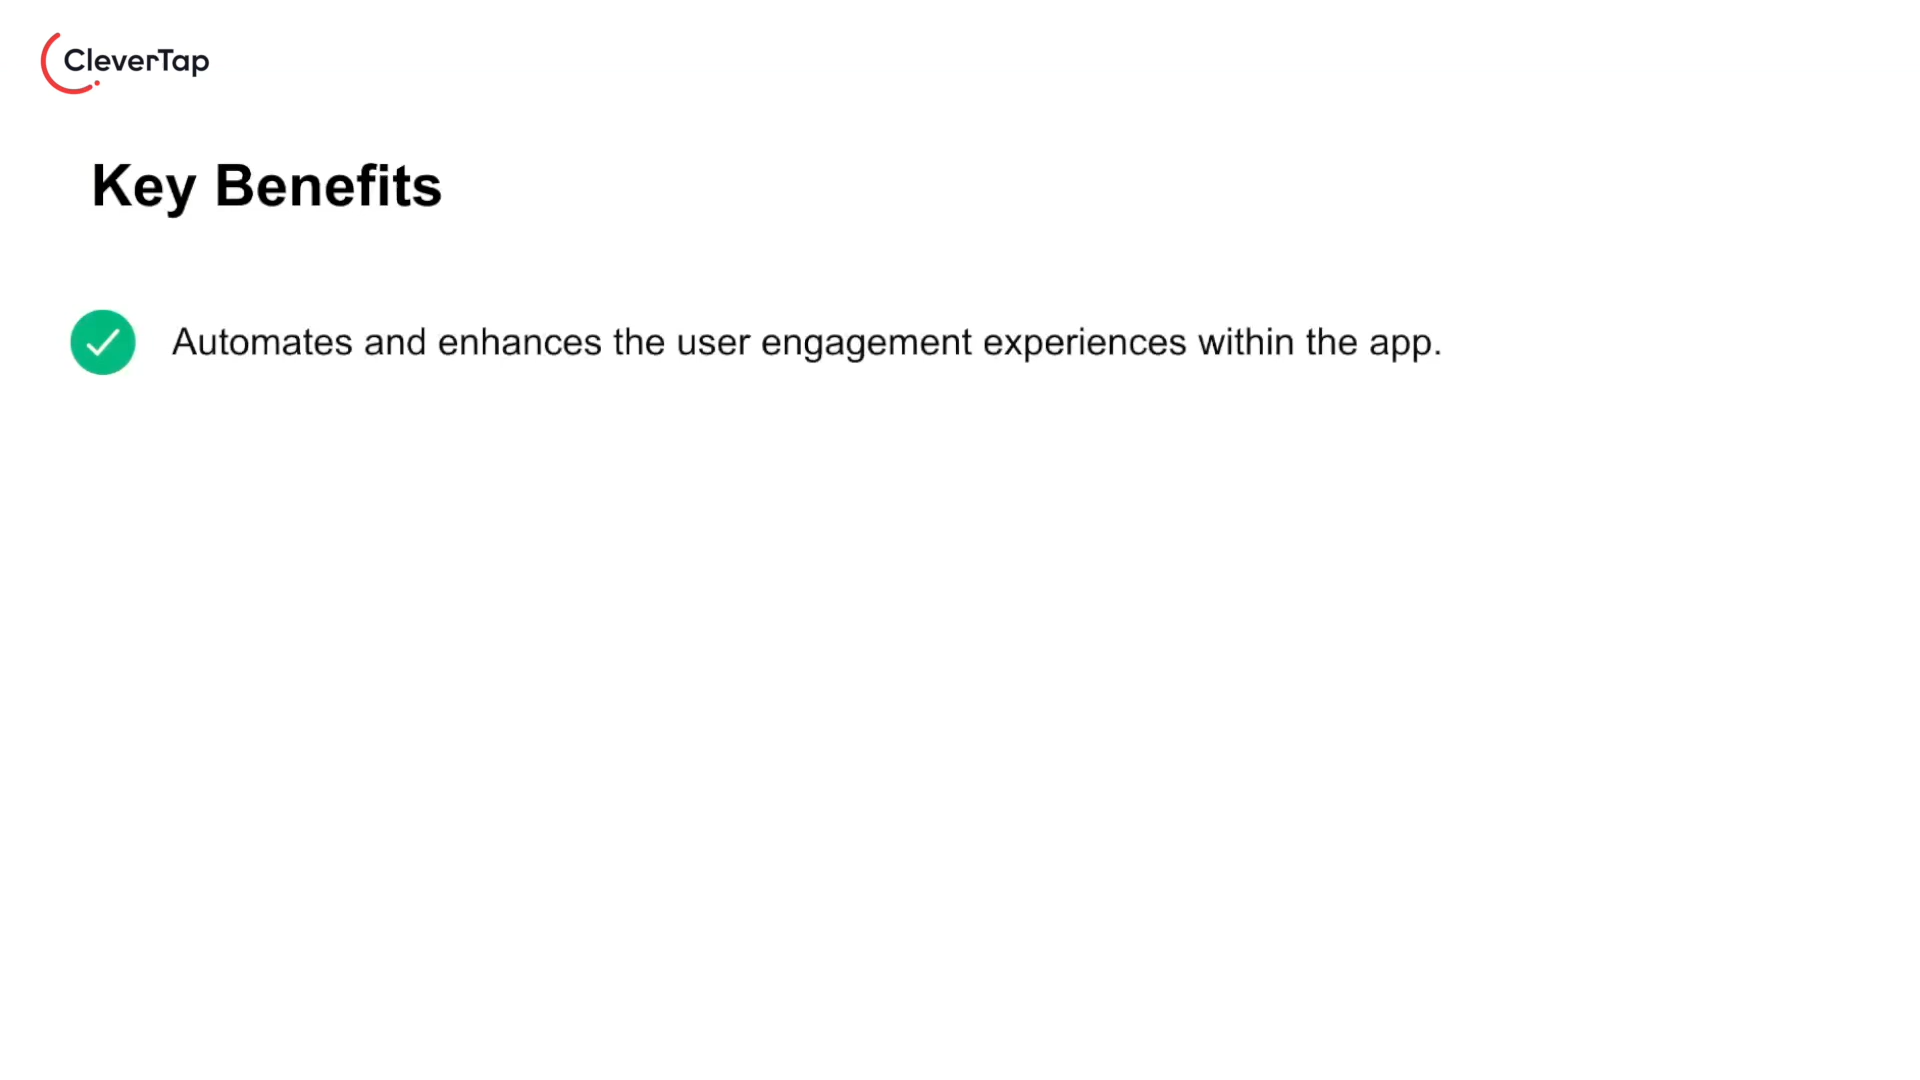 CleverTap
Key Benefits
Automates and enhances the user engagement experiences within the app.